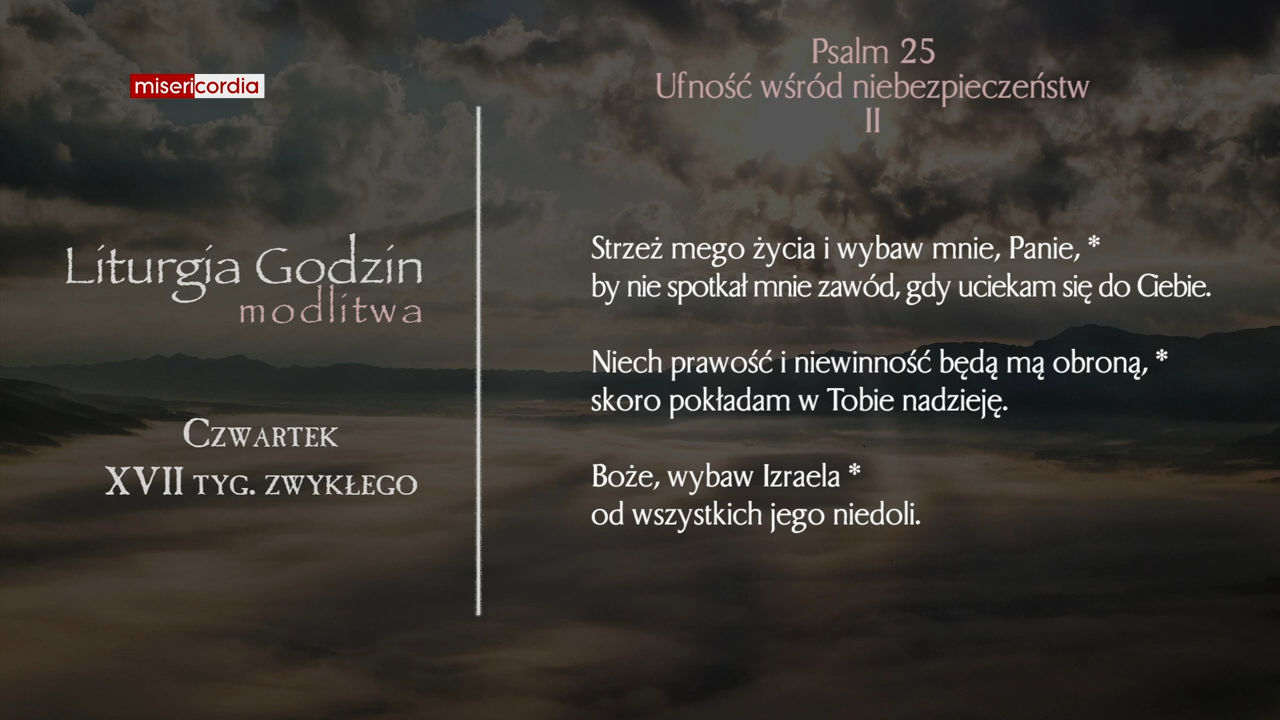 misericordia
Liturgia Godzin
modlitwa
Czwartek
XVII tyg. zwykłego
Psalm 25
Ufność wśród niebezpieczeństw
II
Strzeż mego życia i wybaw mnie, Panie, *
by nie spotkał mnie zawód, gdy uciekam się do Ciebie.
Niech prawość i niewinność będą mą obroną, *
skoro pokładam w Tobie nadzieję.
Boże, wybaw Izraela *
od wszystkich jego niedoli.